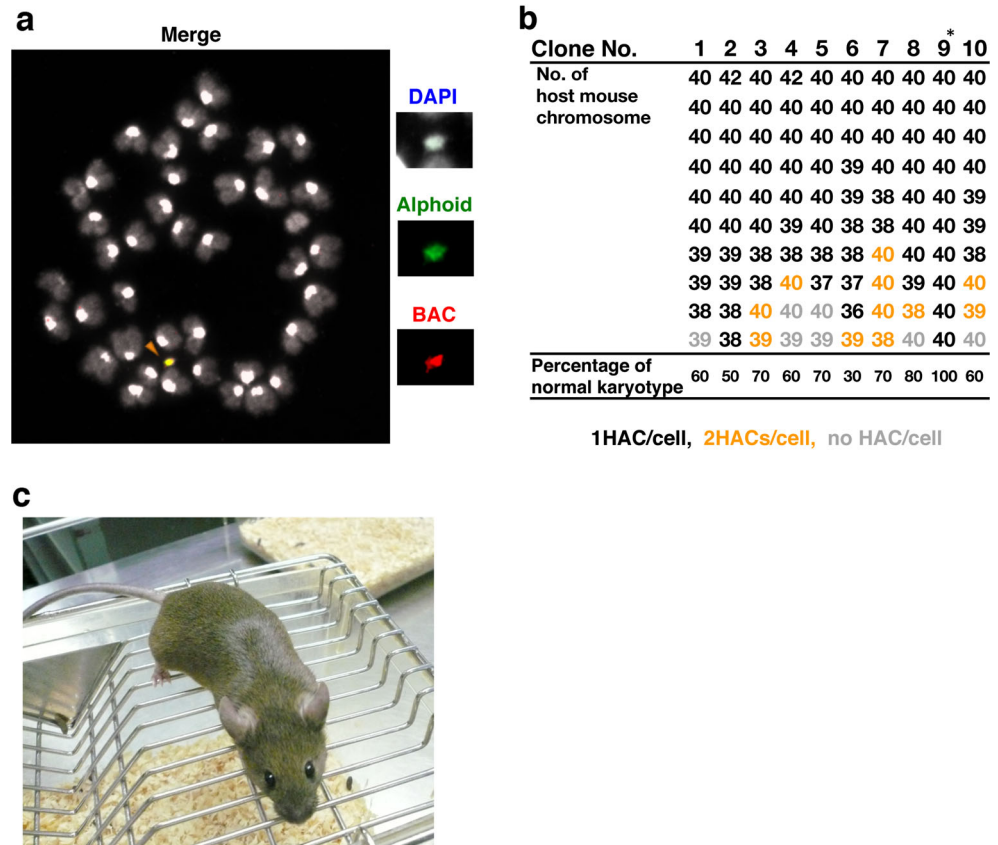 a
Merge
DAPI
Alphoid
BAC
b
Clone No. 1 2 3 4 5 6 7 8 9* 10
No. of host mouse chromosome
40 42 40 42 40 40 40 40 40 40
40 40 40 40 40 40 40 40 40 40
40 40 40 40 40 40 40 40 40 40
40 40 40 40 40 39 40 40 40 40
40 40 40 40 40 39 38 40 40 39
40 40 40 39 40 38 38 40 40 39
39 39 38 38 38 38 40 40 40 38
39 39 38 40 37 37 40 39 40 40
38 38 40 40 40 36 40 38 40 39
39 38 39 39 39 39 38 40 40 40
Percentage of
normal karyotype 60 50 70 60 70 30 70 80 100 60
1HAC/cell, 2HACs/cell, no HAC/cell
c